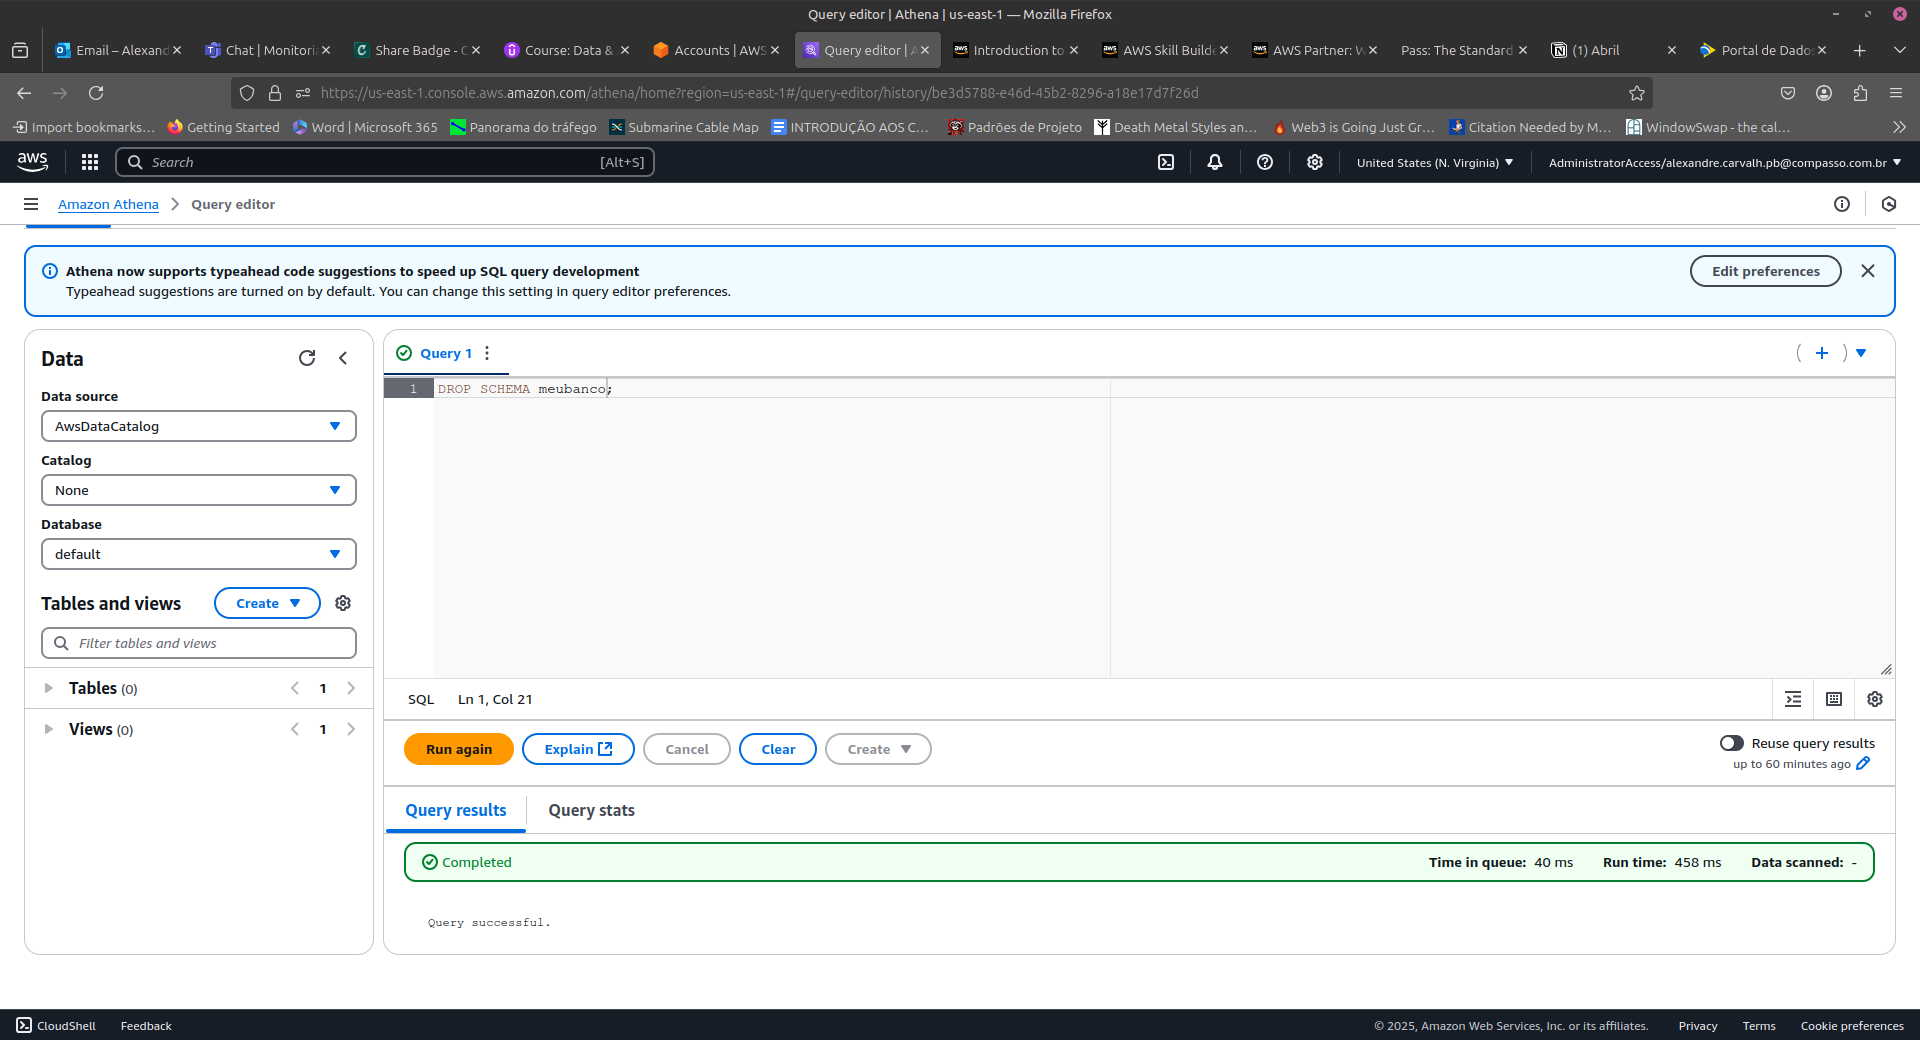 Query editor | Athena | us-east-1 — Mozilla Firefox
Email – Alexand
Chat | Monitoria
Share Badge - C
Course: Data &
Accounts | AWS
Query editor | A
Introduction to
AWS Skill Builde
AWS Partner: W
Pass: The Standard
(1) Abril
Portal de Dados
https://us-east-1.console.aws.amazon.com/athena/home?region=us-east-1#/query-editor/history/be3d5788-e46d-45b2-8296-a18e17d7f26d
Import bookmarks...
Getting Started
Word | Microsoft 365
Panorama do tráfego
Submarine Cable Map
INTRODUÇÃO AOS C...
Padrões de Projeto
Death Metal Styles an...
Web3 is Going Just Gr...
Citation Needed by M...
WindowSwap - the cal...
aws
Search
[Alt+S]
United States (N. Virginia)
AdministratorAccess/alexandre.carvalh.pb@compasso.com.br
Amazon Athena
Query editor
Athena now supports typeahead code suggestions to speed up SQL query development
Typeahead suggestions are turned on by default. You can change this setting in query editor preferences.
Edit preferences
Data
Data source
AwsDataCatalog
Catalog
None
Database
default
Tables and views
Create
Filter tables and views
Tables (0)
1
Views (0)
1
Query 1
1
DROP SCHEMA meubanco;
SQL
Ln 1, Col 21
Run again
Explain
Cancel
Clear
Create
Reuse query results
up to 60 minutes ago
Query results
Query stats
Completed
Time in queue: 40 ms
Run time: 458 ms
Data scanned: -
Query successful.
CloudShell
Feedback
© 2025, Amazon Web Services, Inc. or its affiliates.
Privacy
Terms
Cookie preferences